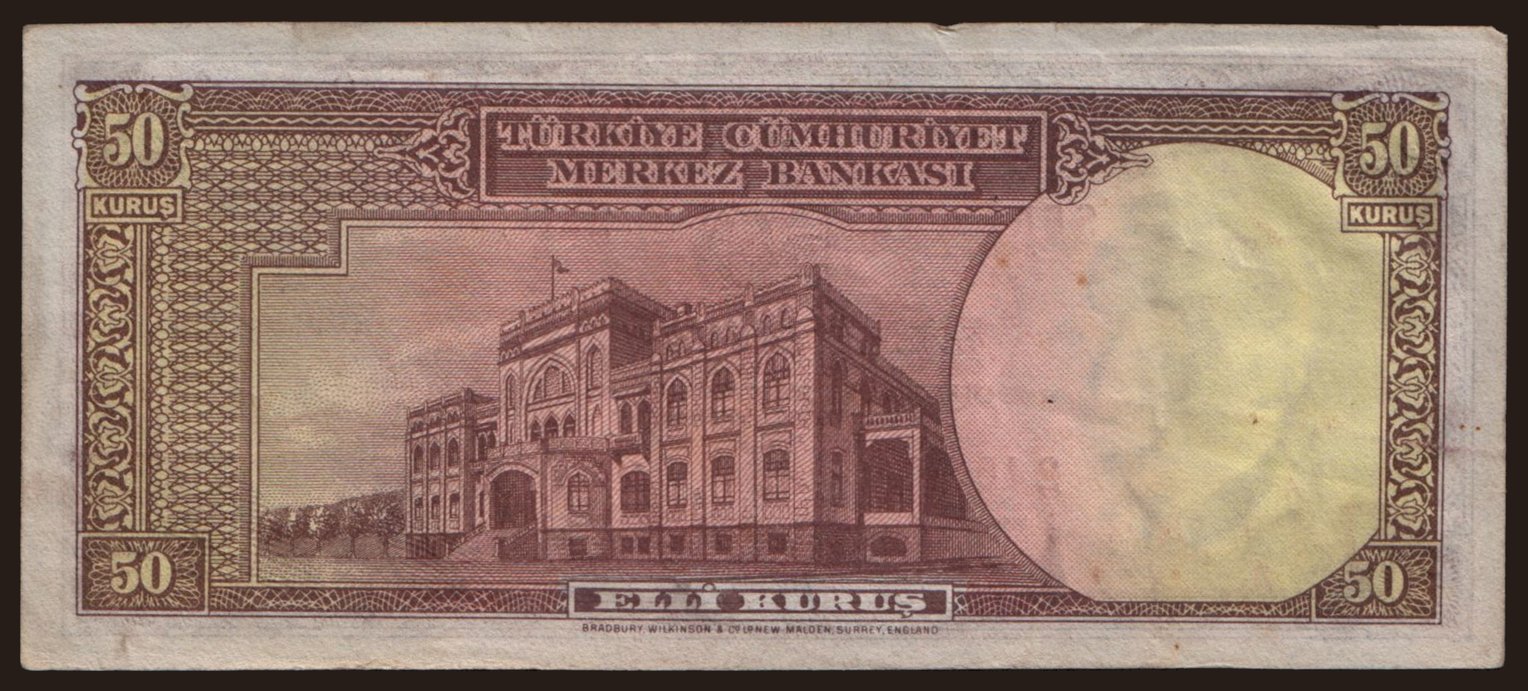 50
50
TÜRKİYE CÜMHURİYET
MERKEZ BANKASI
KURUŞ
KURUŞ
50
50
ELLİ KURUŞ
BRADBURY, WILKINSON & Cº Lᴰ NEW MALDEN, SURREY, ENGLAND